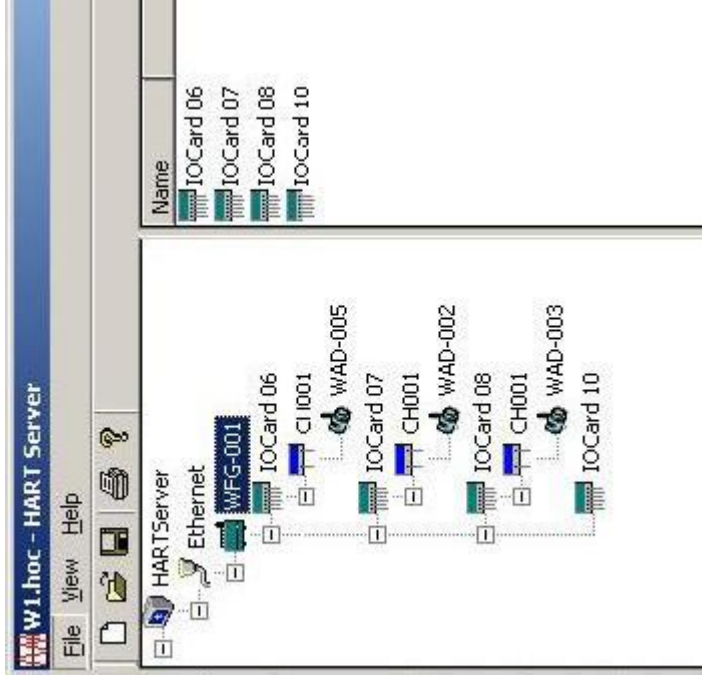 W1.hoc - HART Server
File View Help
HARTServer
Ethernet
WFG-001
IOCard 06
CH001
WAD-005
IOCard 07
CH001
WAD-002
IOCard 08
CH001
WAD-003
IOCard 10
Name
IOCard 06
IOCard 07
IOCard 08
IOCard 10